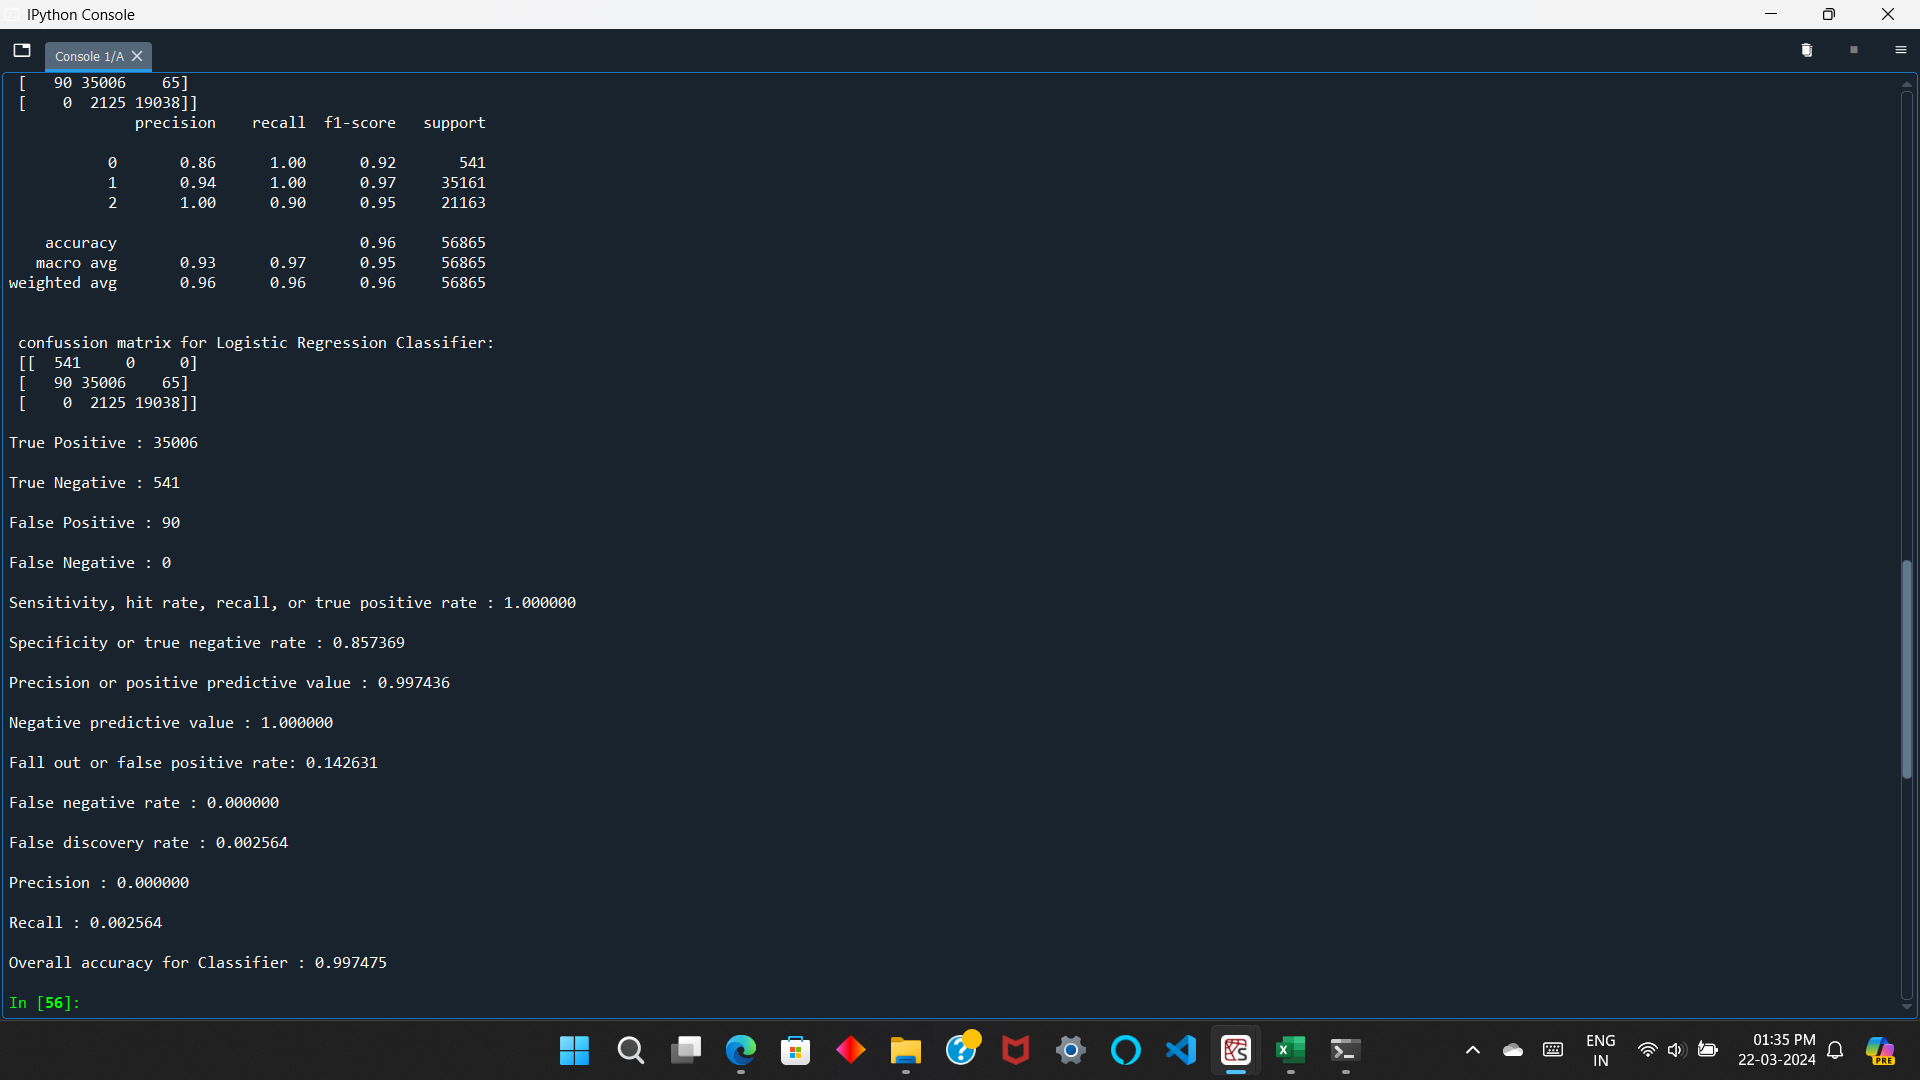 IPython Console
Console 1/A
[   90 35006    65]
[    0  2125 19038]]
precision    recall  f1-score   support
0       0.86      1.00      0.92       541
1       0.94      1.00      0.97     35161
2       1.00      0.90      0.95     21163
accuracy                           0.96     56865
macro avg       0.93      0.97      0.95     56865
weighted avg       0.96      0.96      0.96     56865
confussion matrix for Logistic Regression Classifier:
[[  541     0     0]
[   90 35006    65]
[    0  2125 19038]]
True Positive : 35006
True Negative : 541
False Positive : 90
False Negative : 0
Sensitivity, hit rate, recall, or true positive rate : 1.000000
Specificity or true negative rate : 0.857369
Precision or positive predictive value : 0.997436
Negative predictive value : 1.000000
Fall out or false positive rate: 0.142631
False negative rate : 0.000000
False discovery rate : 0.002564
Precision : 0.000000
Recall : 0.002564
Overall accuracy for Classifier : 0.997475
In [56]:
ENG
IN
01:35 PM
22-03-2024
PRE